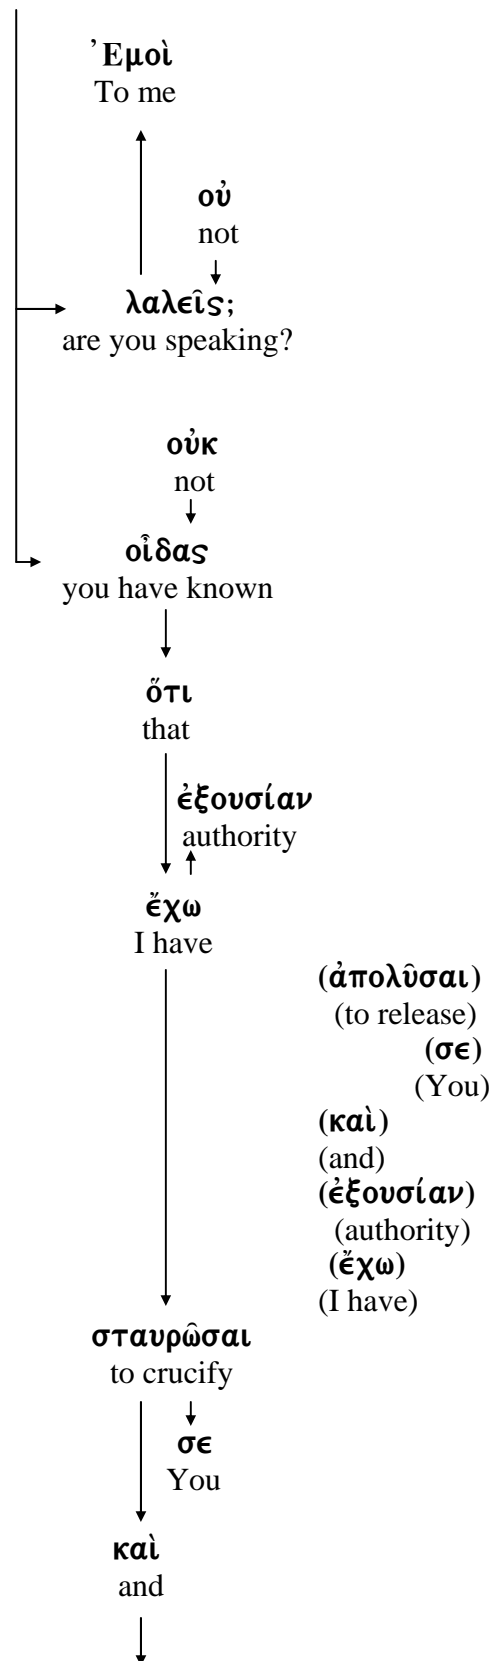 Ἐμοὶ
To me
οὐ
not
λαλεῖς;
are you speaking?
οὐκ
not
οἶδας
you have known
ὅτι
that
ἐξουσίαν
authority
ἔχω
I have
(ἀπολῦσαι)
(to release)
(σε)
(You)
(καὶ)
(and)
(ἐξουσίαν)
(authority)
(ἔχω)
(I have)
σταυρῶσαι
to crucify
σε
You
καὶ
and